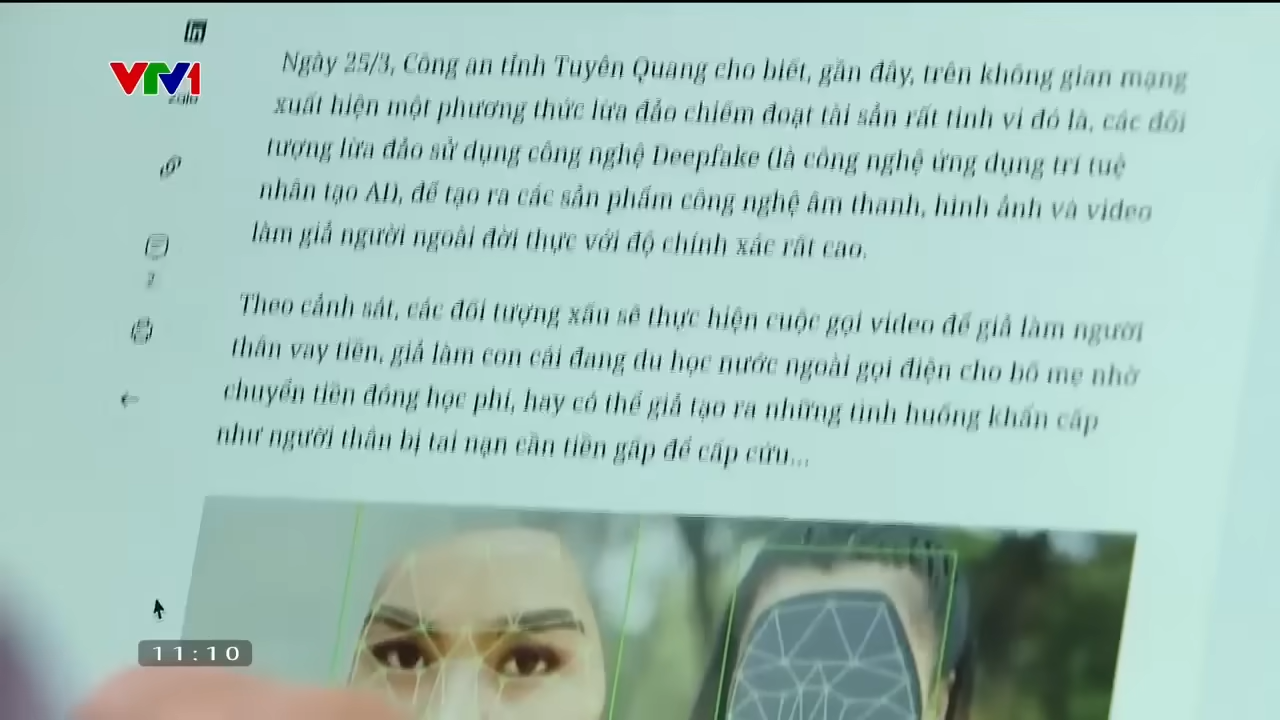 in
VTV1
Zalo
Ngày 25/3, Công an tỉnh Tuyên Quang cho biết, gần đây, trên không gian mạng
xuất hiện một phương thức lừa đảo chiếm đoạt tài sản rất tinh vi đó là, các đối
tượng lừa đảo sử dụng công nghệ Deepfake (là công nghệ ứng dụng trí tuệ
nhân tạo AI), để tạo ra các sản phẩm công nghệ âm thanh, hình ảnh và video
làm giả người ngoài đời thực với độ chính xác rất cao.
Theo cảnh sát, các đối tượng xấu sẽ thực hiện cuộc gọi video để giả làm người
thân vay tiền, giả làm con cái đang du học nước ngoài gọi điện cho bố mẹ nhờ
chuyển tiền đóng học phí, hay có thể giả tạo ra những tình huống khẩn cấp
như người thân bị tai nạn cần tiền gấp để cấp cứu...
11:10